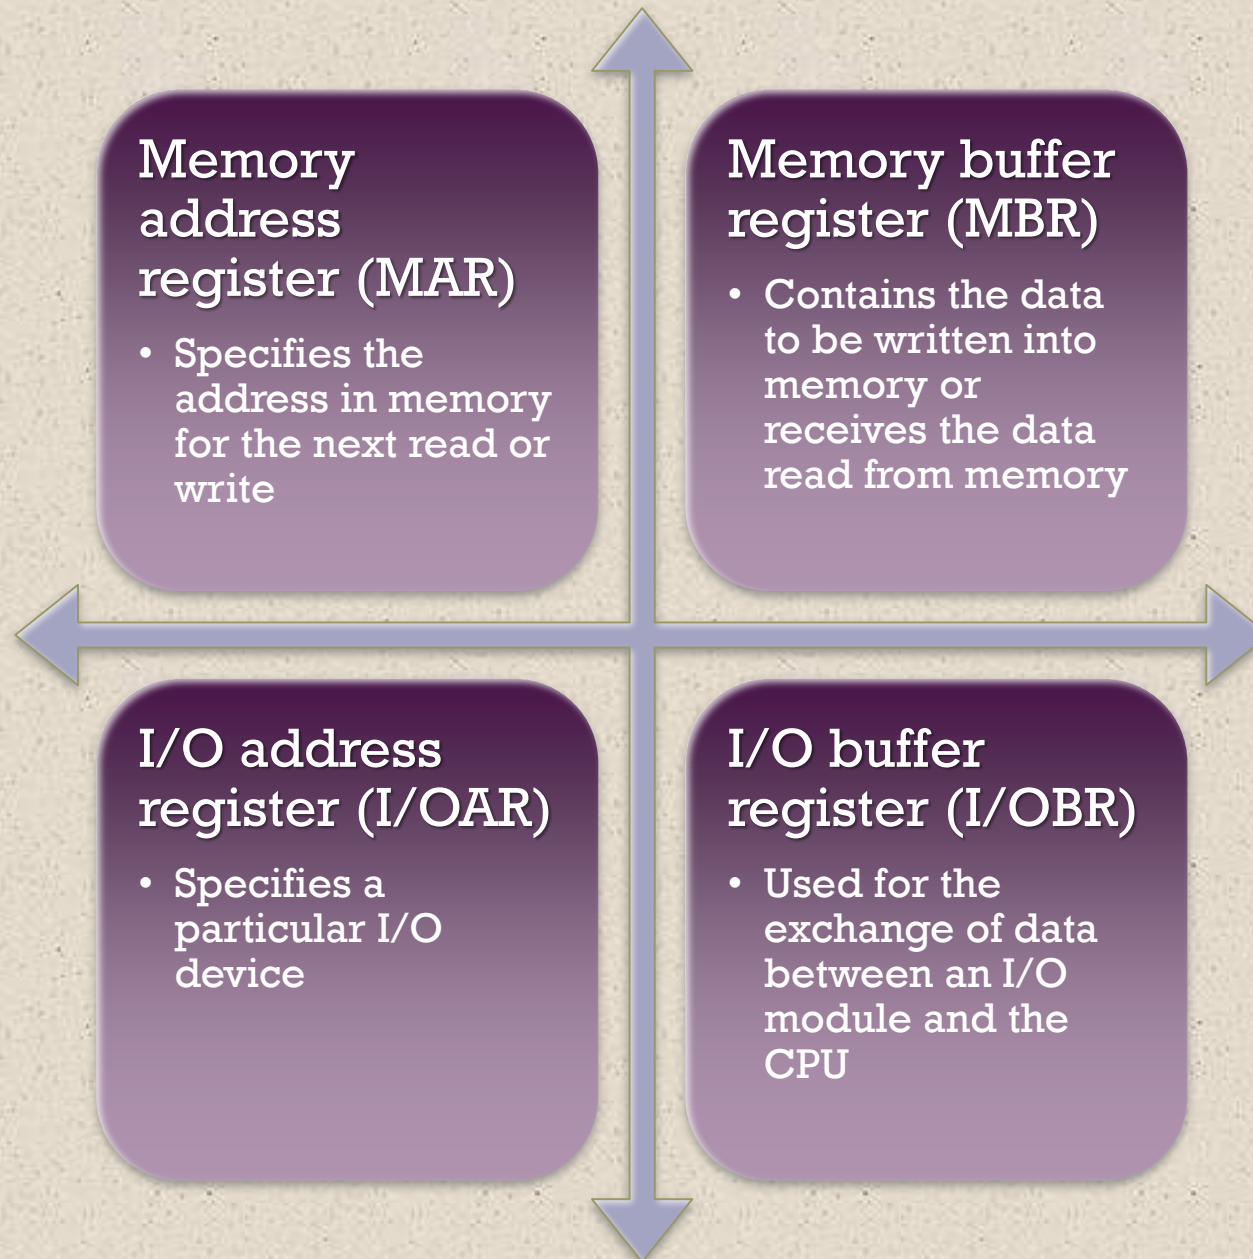 Memory
address
register (MAR)
• Specifies the
address in memory
for the next read or
write
Memory buffer
register (MBR)
• Contains the data
to be written into
memory or
receives the data
read from memory
I/O address
register (I/OAR)
• Specifies a
particular I/O
device
I/O buffer
register (I/OBR)
• Used for the
exchange of data
between an I/O
module and the
CPU